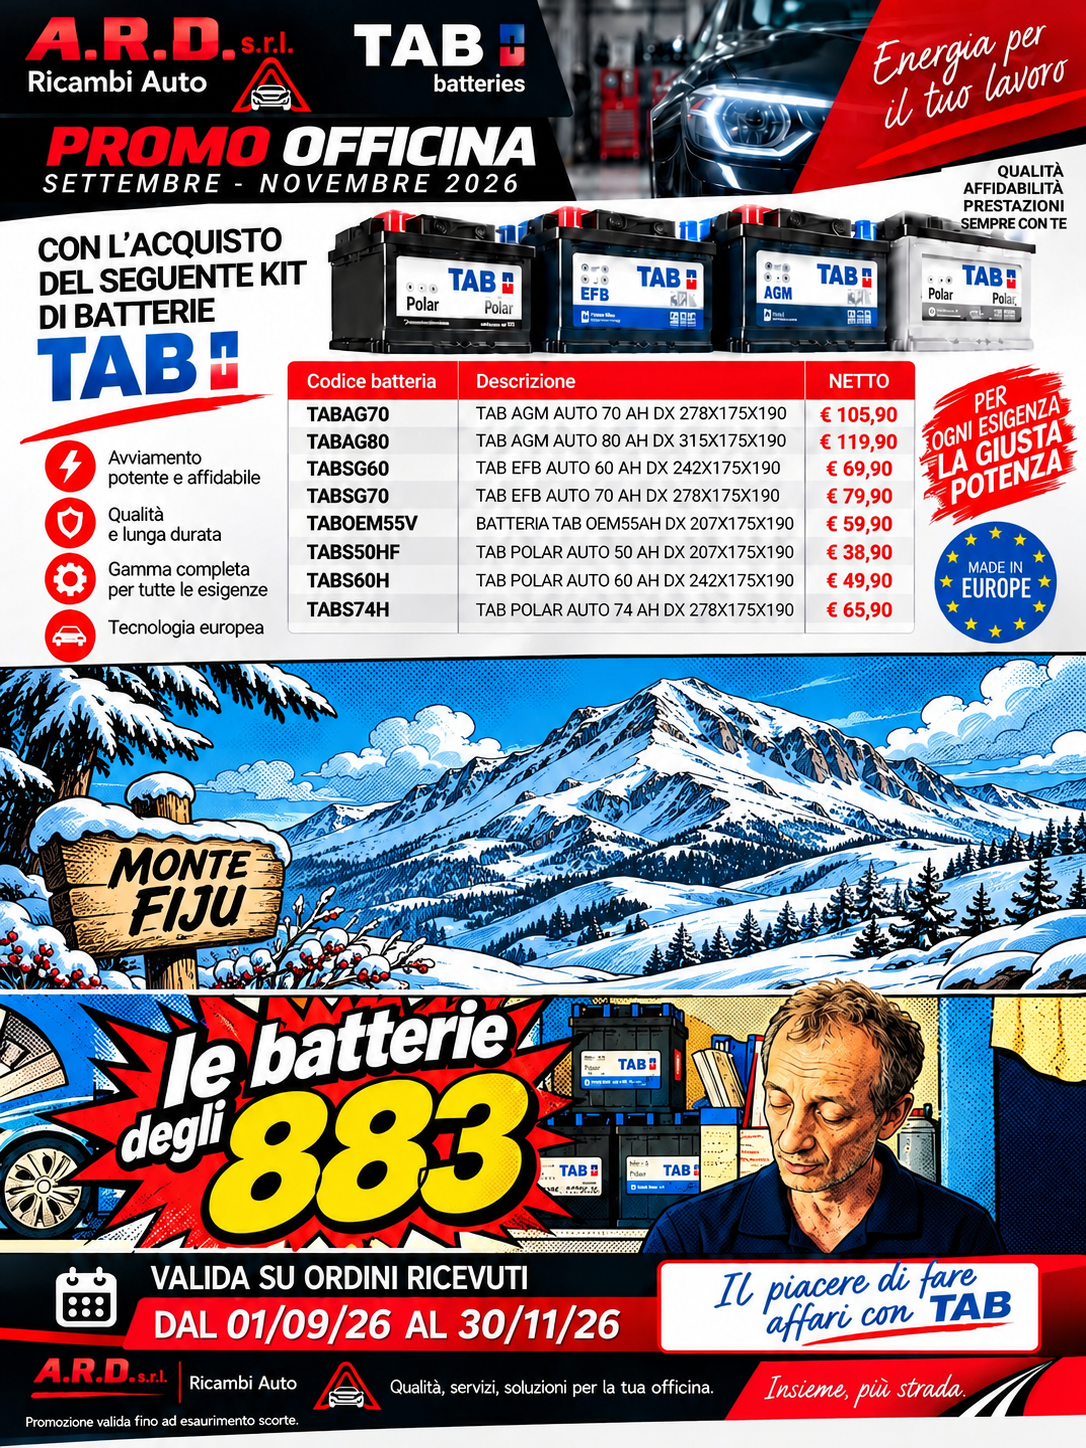 A.R.D. s.r.l.
Ricambi Auto
TAB
batteries
Energia per
il tuo lavoro
PROMO OFFICINA
SETTEMBRE - NOVEMBRE 2026
QUALITÀ
AFFIDABILITÀ
PRESTAZIONI
SEMPRE CON TE
CON L'ACQUISTO
DEL SEGUENTE KIT
DI BATTERIE
TAB
TAB
Polar
Polar
TAB
EFB
TAB
AGM
TAB
Polar
Polar
Codice batteria Descrizione NETTO
TABAG70 TAB AGM AUTO 70 AH DX 278X175X190 € 105,90
TABAG80 TAB AGM AUTO 80 AH DX 315X175X190 € 119,90
TABSG60 TAB EFB AUTO 60 AH DX 242X175X190 € 69,90
TABSG70 TAB EFB AUTO 70 AH DX 278X175X190 € 79,90
TABOEM55V BATTERIA TAB OEM55AH DX 207X175X190 € 59,90
TABS50HF TAB POLAR AUTO 50 AH DX 207X175X190 € 38,90
TABS60H TAB POLAR AUTO 60 AH DX 242X175X190 € 49,90
TABS74H TAB POLAR AUTO 74 AH DX 278X175X190 € 65,90
Avviamento
potente e affidabile
Qualità
e lunga durata
Gamma completa
per tutte le esigenze
Tecnologia europea
PER
OGNI ESIGENZA
LA GIUSTA
POTENZA
MADE IN
EUROPE
MONTE
FIJU
le batterie
degli 883
TAB
TAB
TAB
Polar
VALIDA SU ORDINI RICEVUTI
DAL 01/09/26 AL 30/11/26
Il piacere di fare
affari con TAB
A.R.D. s.r.l.
Ricambi Auto
Qualità, servizi, soluzioni per la tua officina.
Insieme, più strada.
Promozione valida fino ad esaurimento scorte.